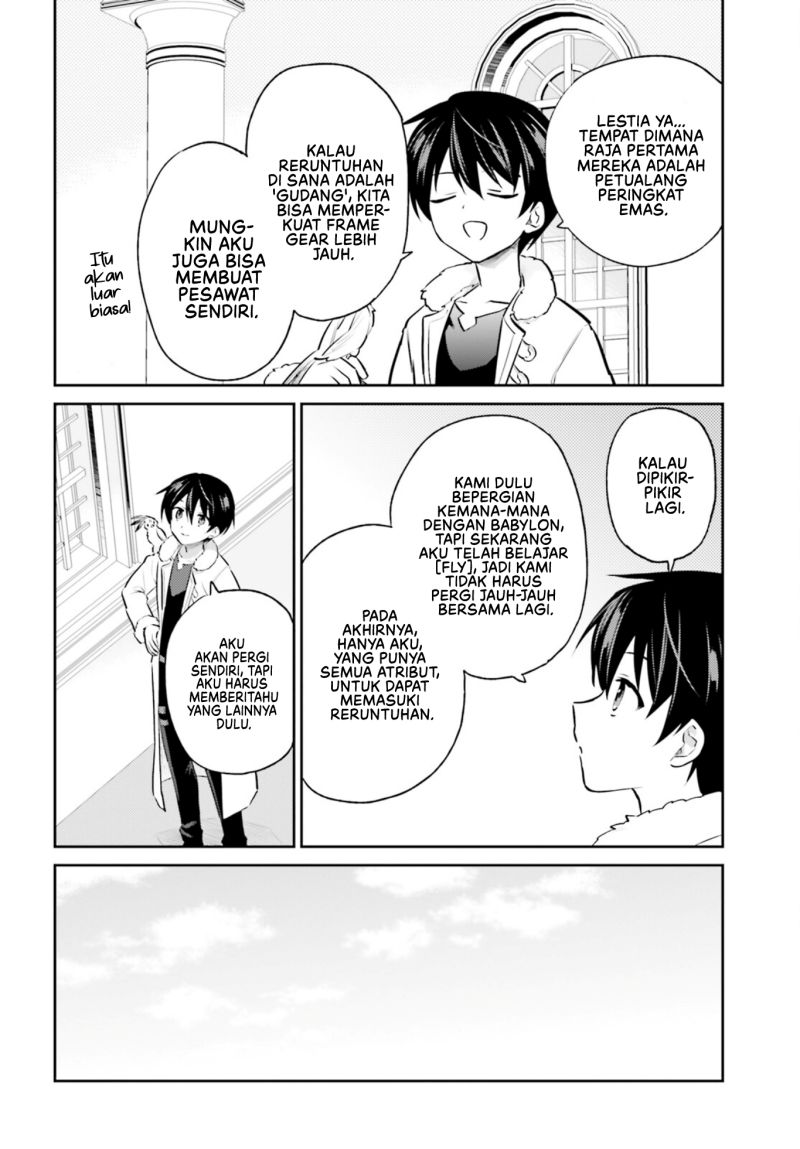 LESTIA YA...
TEMPAT DIMANA
RAJA PERTAMA
MEREKA ADALAH
PETUALANG
PERINGKAT
EMAS.
KALAU
RERUNTUHAN
DI SANA ADALAH
'GUDANG', KITA
BISA MEMPER-
KUAT FRAME
GEAR LEBIH
JAUH.
MUNG-
KIN AKU
JUGA BISA
MEMBUAT
PESAWAT
SENDIRI.
Itu
akan
luar
biasa!
KALAU
DIPIKIR-
PIKIR
LAGI.
KAMI DULU
BEPERGIAN
KEMANA-MANA
DENGAN BABYLON,
TAPI SEKARANG
AKU TELAH BELAJAR
[FLY], JADI KAMI
TIDAK HARUS
PERGI JAUH-JAUH
BERSAMA LAGI.
PADA
AKHIRNYA,
HANYA AKU,
YANG PUNYA
SEMUA ATRIBUT,
UNTUK DAPAT
MEMASUKI
RERUNTUHAN.
AKU
AKAN PERGI
SENDIRI, TAPI
AKU HARUS
MEMBERITAHU
YANG LAINNYA
DULU.